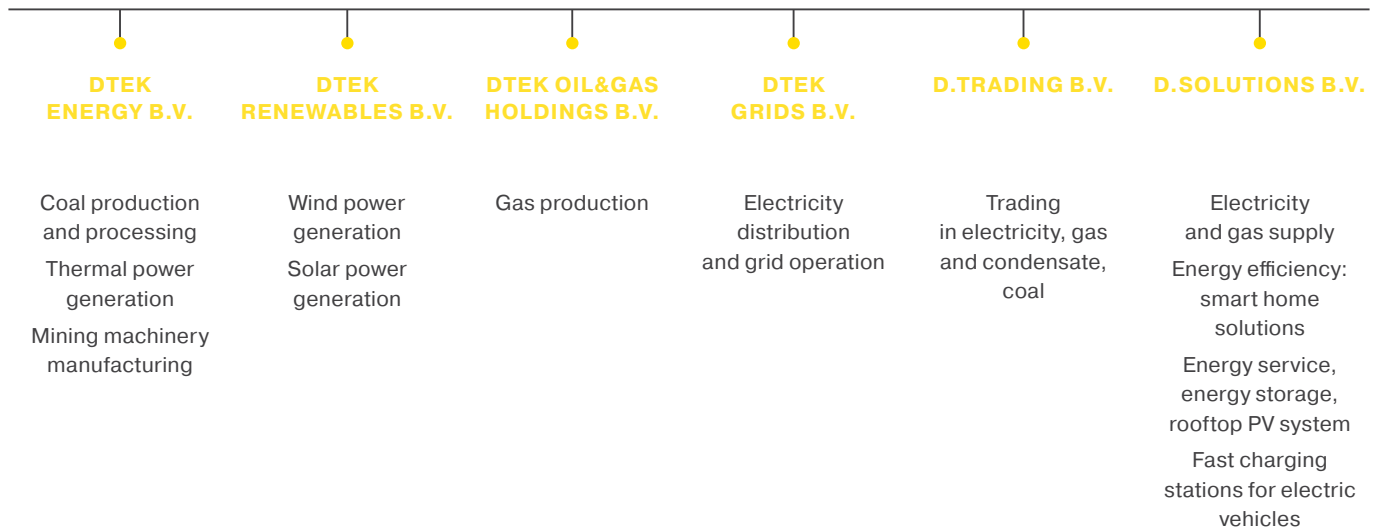 DTEK
ENERGY B.V.
Coal production
and processing
Thermal power
generation
Mining machinery
manufacturing
DTEK
RENEWABLES B.V.
Wind power
generation
Solar power
generation
DTEK OIL&GAS
HOLDINGS B.V.
Gas production
DTEK
GRIDS B.V.
Electricity
distribution
and grid operation
D.TRADING B.V.
Trading
in electricity, gas
and condensate,
coal
D.SOLUTIONS B.V.
Electricity
and gas supply
Energy efficiency:
smart home
solutions
Energy service,
energy storage,
rooftop PV system
Fast charging
stations for electric
vehicles